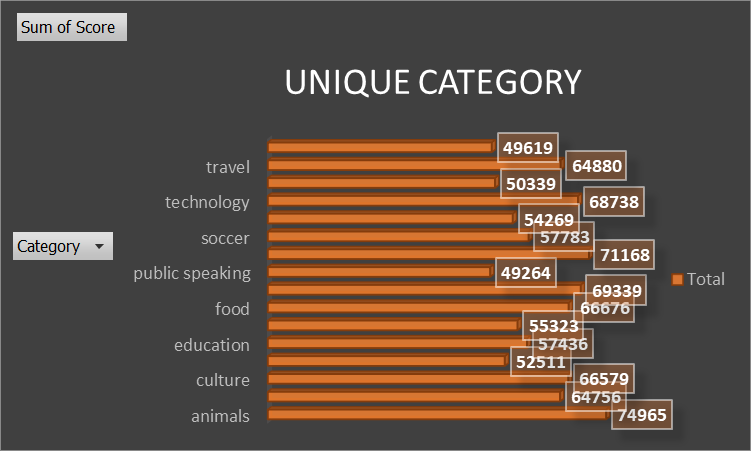 Sum of Score
UNIQUE CATEGORY
49619
travel 64880
50339
technology 68738
54269
soccer 57783
Category
71168
public speaking 49264
Total
69339
food 66676
55323
education 57436
52511
culture 66579
64756
animals 74965